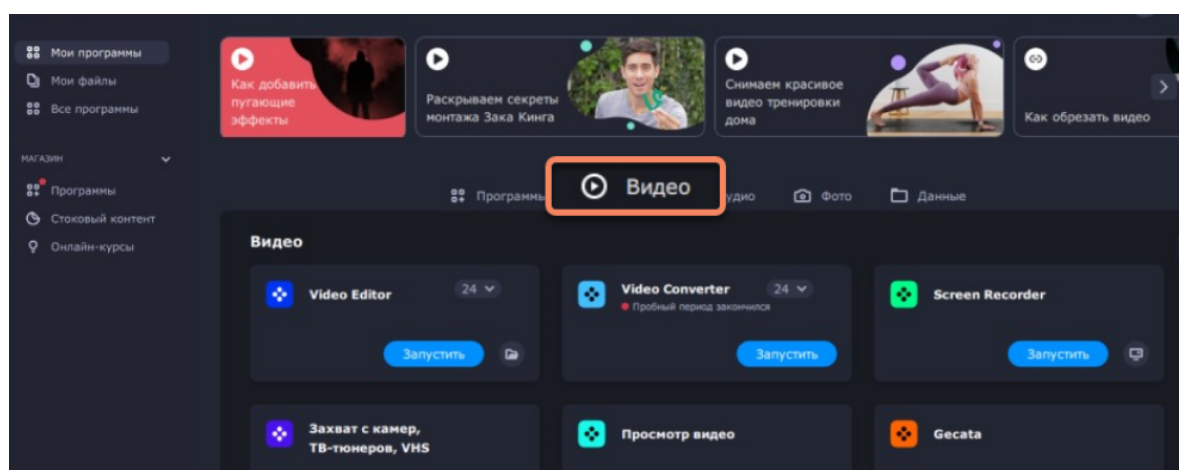 Мои программы
Мои файлы
Все программы
МАГАЗИН
Программы
Стоковый контент
Онлайн-курсы
Как добавить
пугающие
эффекты
Раскрываем секреты
монтажа Зака Кинга
Снимаем красивое
видео тренировки
дома
Как обрезать видео
Программы Видео удио Фото Данные
Видео
Video Editor 24
Запустить
Video Converter 24
Пробный период закончился
Запустить
Screen Recorder
Запустить
Захват с камер,
ТВ-тюнеров, VHS
Просмотр видео
Gecata